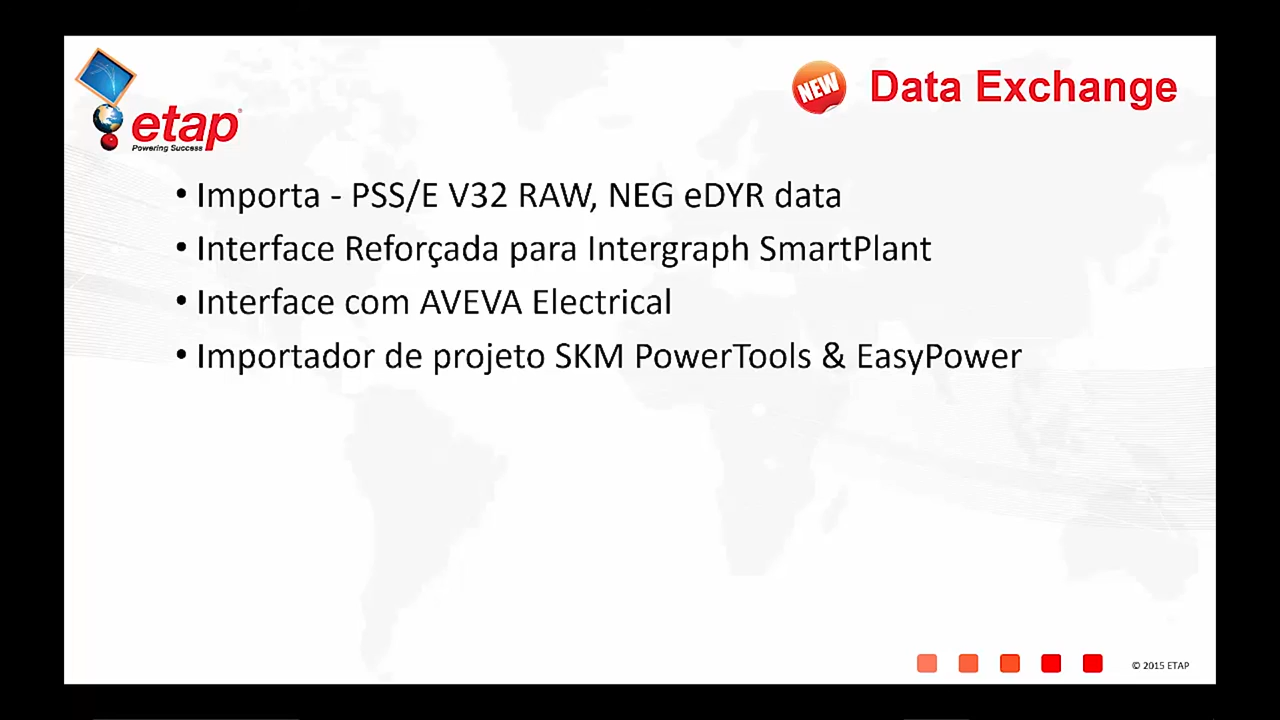 etap
Powering Success
NEW
Data Exchange
• Importa - PSS/E V32 RAW, NEG eDYR data
• Interface Reforçada para Intergraph SmartPlant
• Interface com AVEVA Electrical
• Importador de projeto SKM PowerTools & EasyPower
© 2015 ETAP